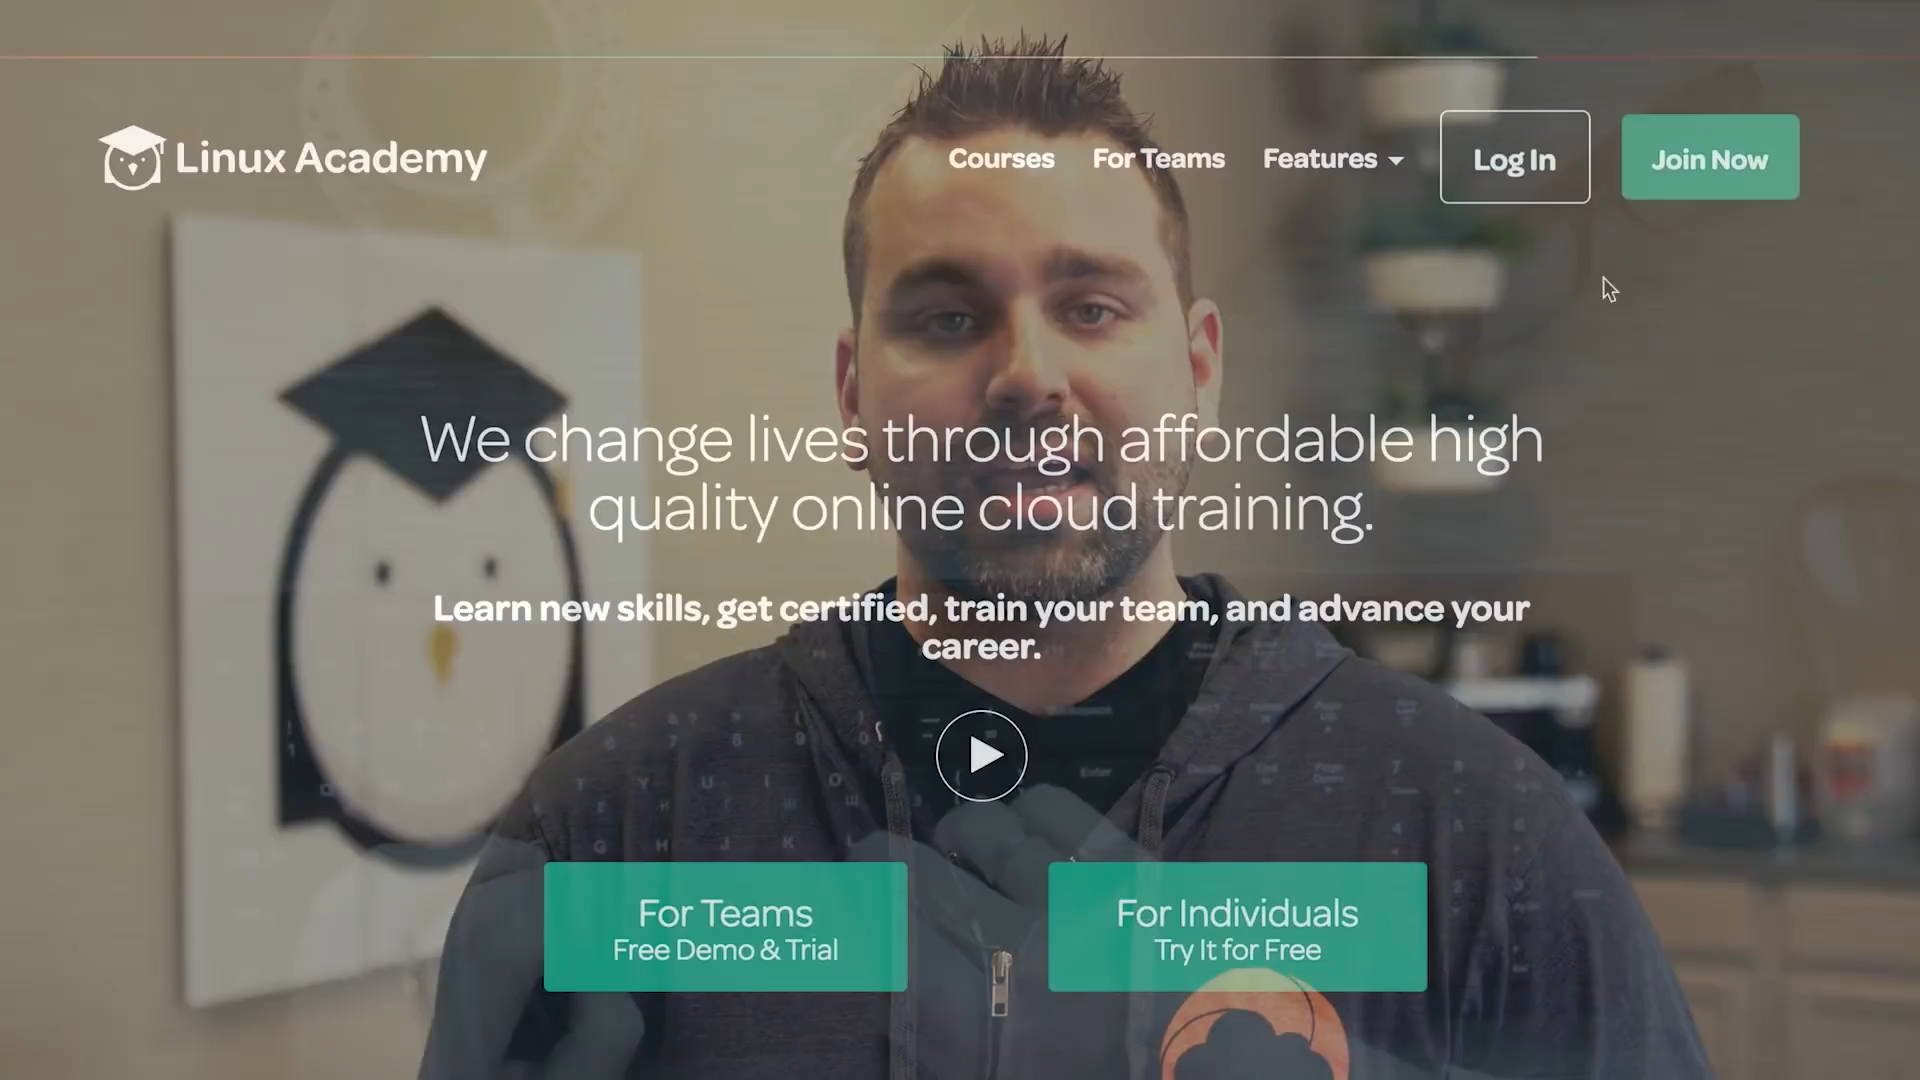 Linux Academy
Courses
For Teams
Features
Log In
Join Now
We change lives through affordable high
quality online cloud training.
Learn new skills, get certified, train your team, and advance your
career.
For Teams
Free Demo & Trial
For Individuals
Try It for Free